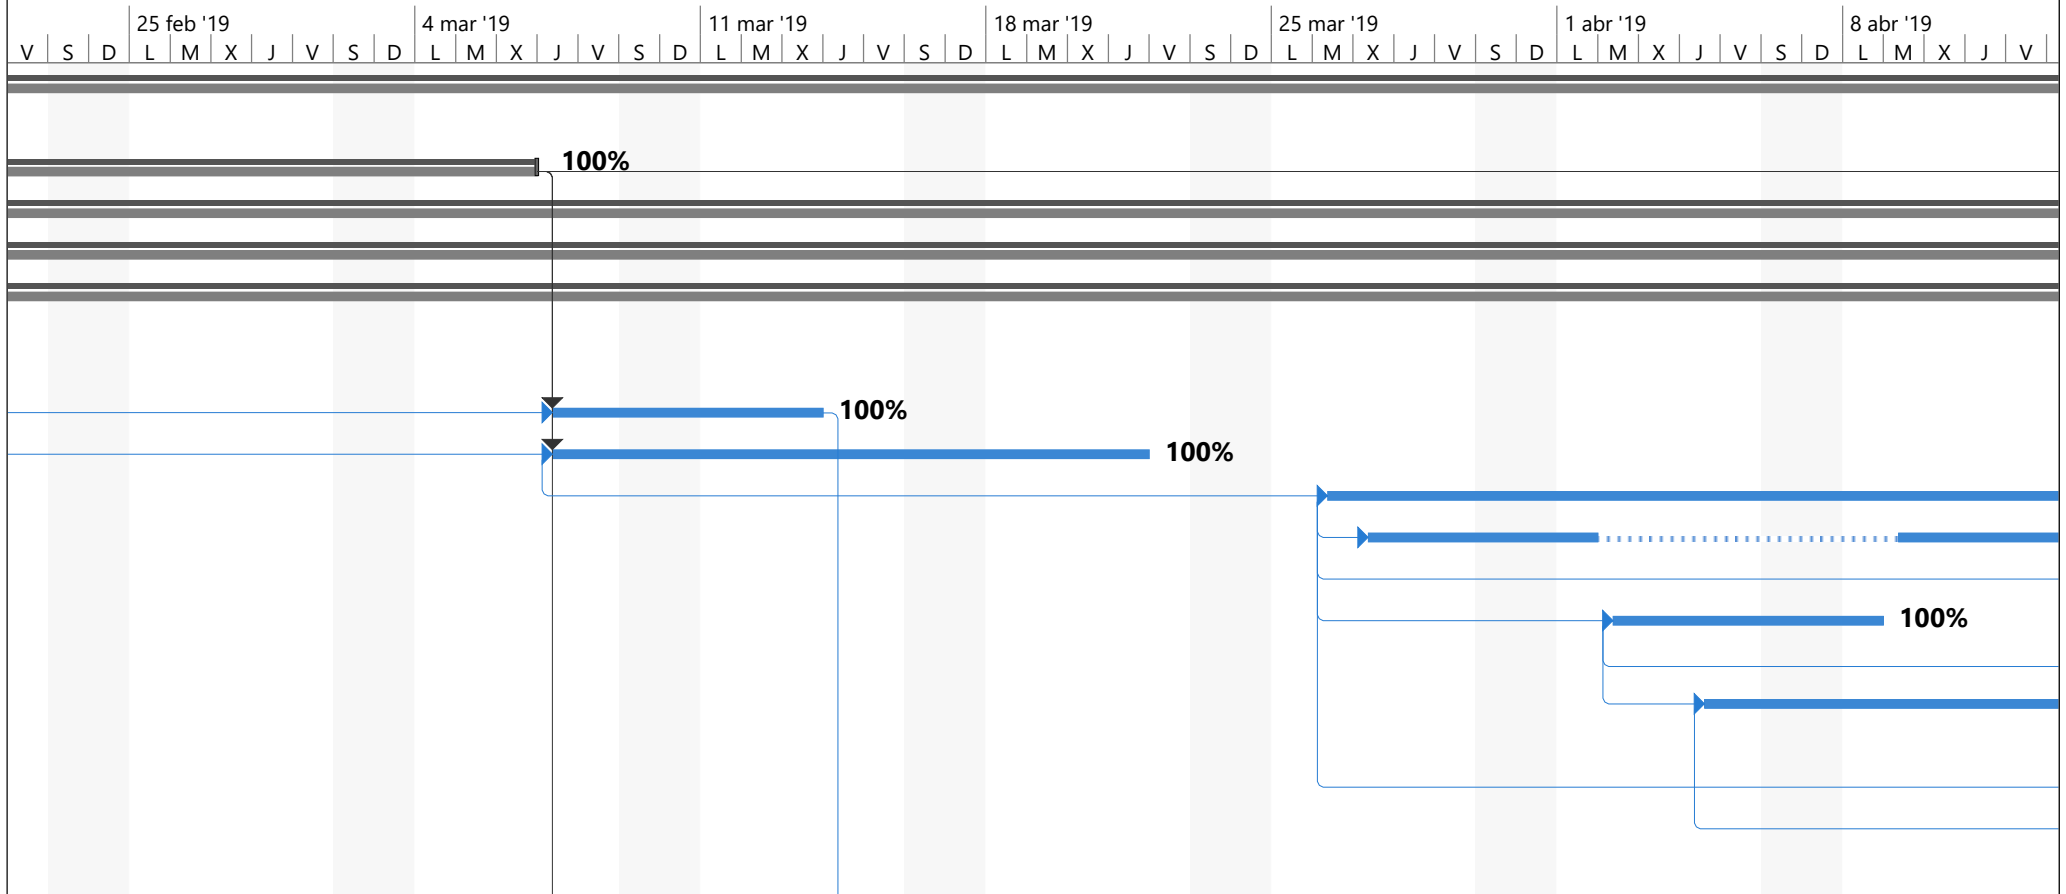 25 feb '19 4 mar '19 11 mar '19 18 mar '19 25 mar '19 1 abr '19 8 abr '19
V S D L M X J V S D L M X J V S D L M X J V S D L M X J V S D L M X J V S D L M X J V S D L M X J V
100%
100%
100%
100%